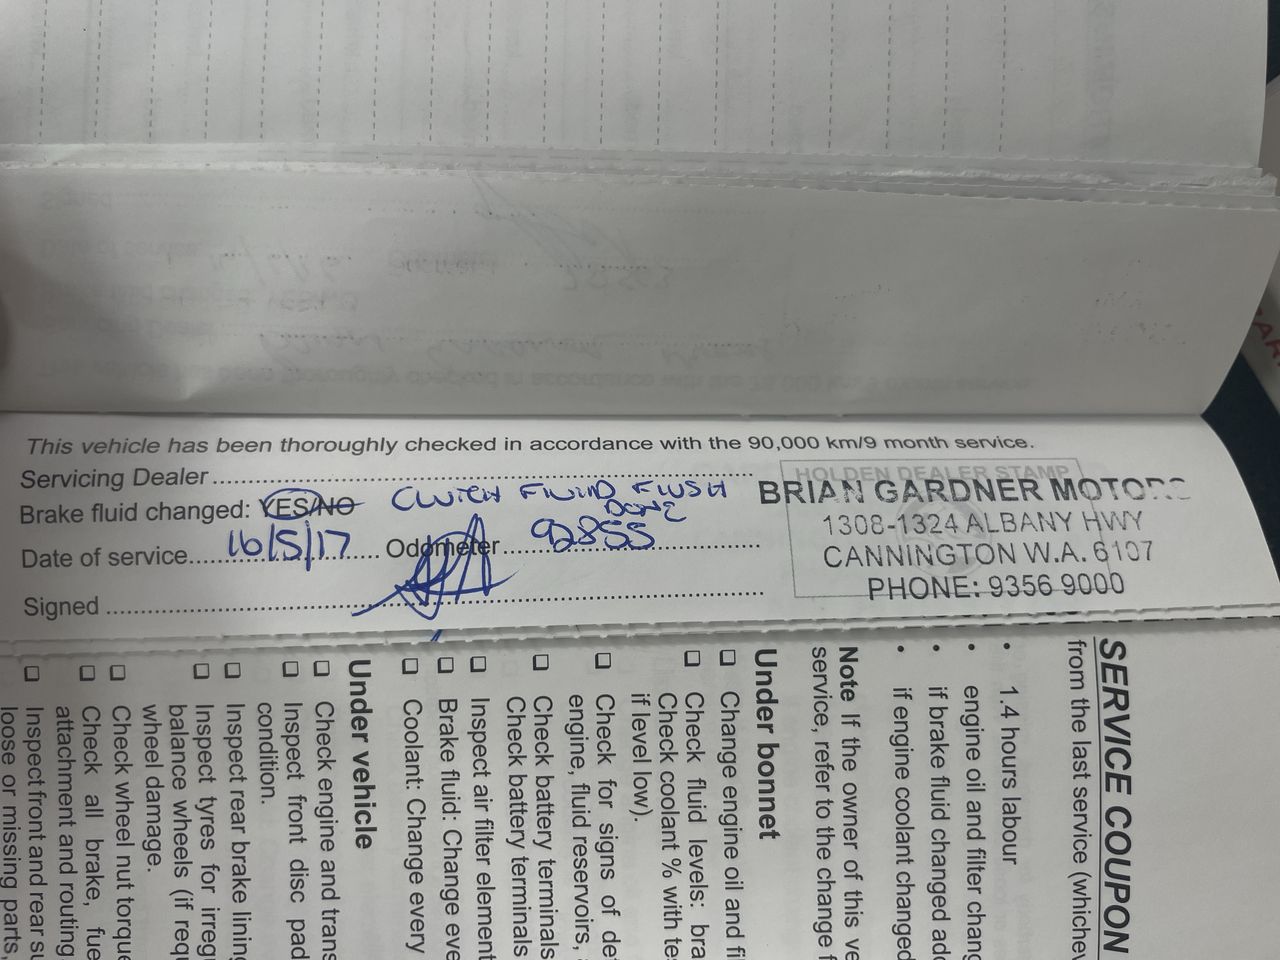 This vehicle has been thoroughly checked in accordance with the 90,000 km/9 month service.
Servicing Dealer
Brake fluid changed: YES/NO CLUTCH FLUID FLUSH
DONE
Date of service 16/5/17 Odometer 92855
Signed
HOLDEN DEALER STAMP
BRIAN GARDNER MOTORS
1308-1324 ALBANY HWY
CANNINGTON W.A. 6107
PHONE: 9356 9000
SERVICE COUPON
from the last service (whichev
• 1.4 hours labour
• engine oil and filter chang
• if brake fluid changed add
• if engine coolant changed
Note If the owner of this ve
service, refer to the change f
Under bonnet
Change engine oil and fi
Check fluid levels: bra
Check coolant % with tes
if level low).
Check for signs of det
engine, fluid reservoirs,
Check battery terminals
Check battery terminals
Inspect air filter element
Brake fluid: Change eve
Coolant: Change every
Under vehicle
Check engine and trans
Inspect front disc pad
condition.
Inspect rear brake lining
Inspect tyres for irreg
balance wheels (if requ
wheel damage.
Check wheel nut torque
Check all brake, fue
attachment and routing
Inspect front and rear su
loose or missing parts,